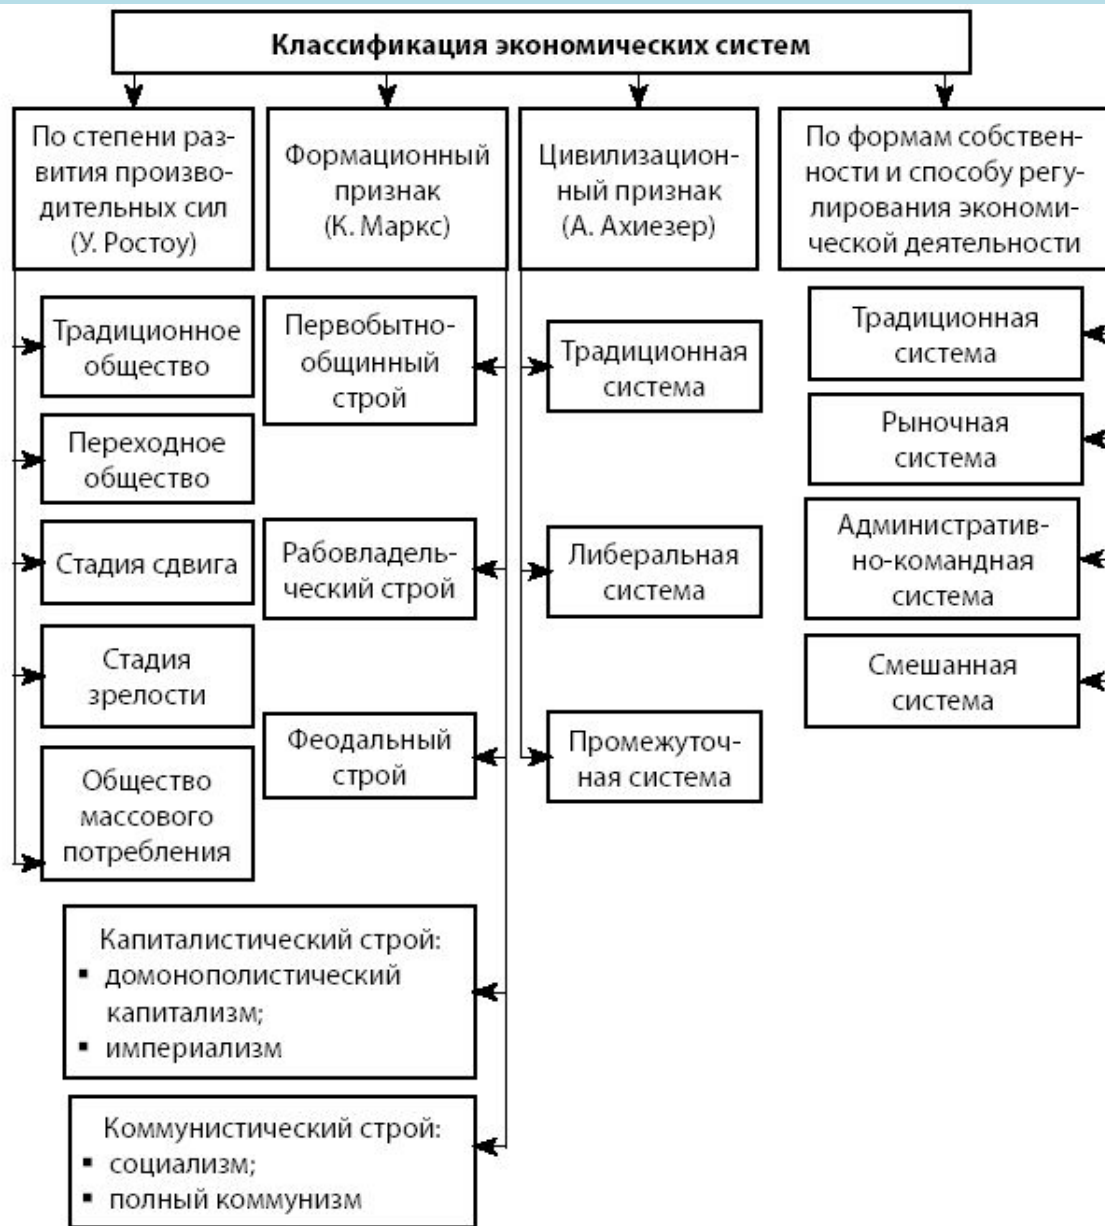 Классификация экономических систем
По степени раз-
вития произво-
дительных сил
(У. Ростоу)
Традиционное
общество
Переходное
общество
Стадия сдвига
Стадия
зрелости
Общество
массового
потребления
Формационный
признак
(К. Маркс)
Первобытно-
общинный
строй
Рабовладель-
ческий строй
Феодальный
строй
Капиталистический строй:
▪ домонополистический
капитализм;
▪ империализм
Коммунистический строй:
▪ социализм;
▪ полный коммунизм
Цивилизацион-
ный признак
(А. Ахиезер)
Традиционная
система
Либеральная
система
Промежуточ-
ная система
По формам собствен-
ности и способу регу-
лирования экономи-
ческой деятельности
Традиционная
система
Рыночная
система
Административ-
но-командная
система
Смешанная
система